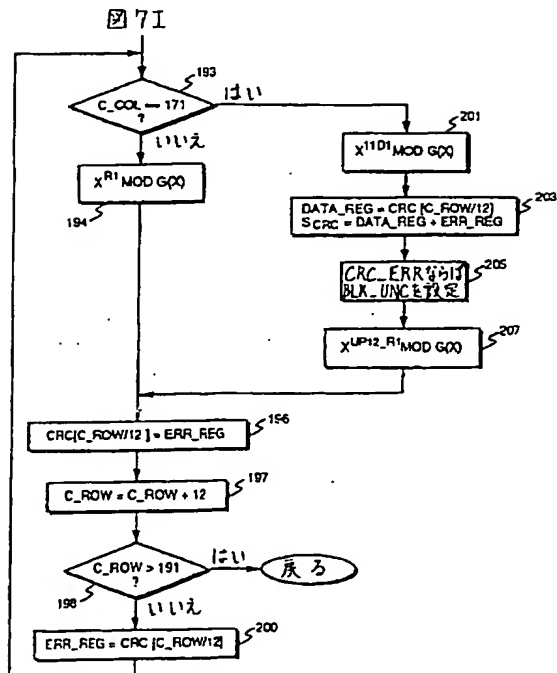 図 7I
193
C_COL = 171
?
はい
いいえ
X^R1 MOD G(X)
194
201
X^11D1 MOD G(X)
DATA_REG = CRC [C_ROW/12]
S_CRC = DATA_REG + ERR_REG
203
CRC_ERRならば
BLK_UNCを設定
205
X^UP12_R1 MOD G(X)
207
CRC[C_ROW/12] = ERR_REG
196
C_ROW = C_ROW + 12
197
C_ROW > 191
?
198
はい
戻る
いいえ
ERR_REG = CRC [C_ROW/12]
200